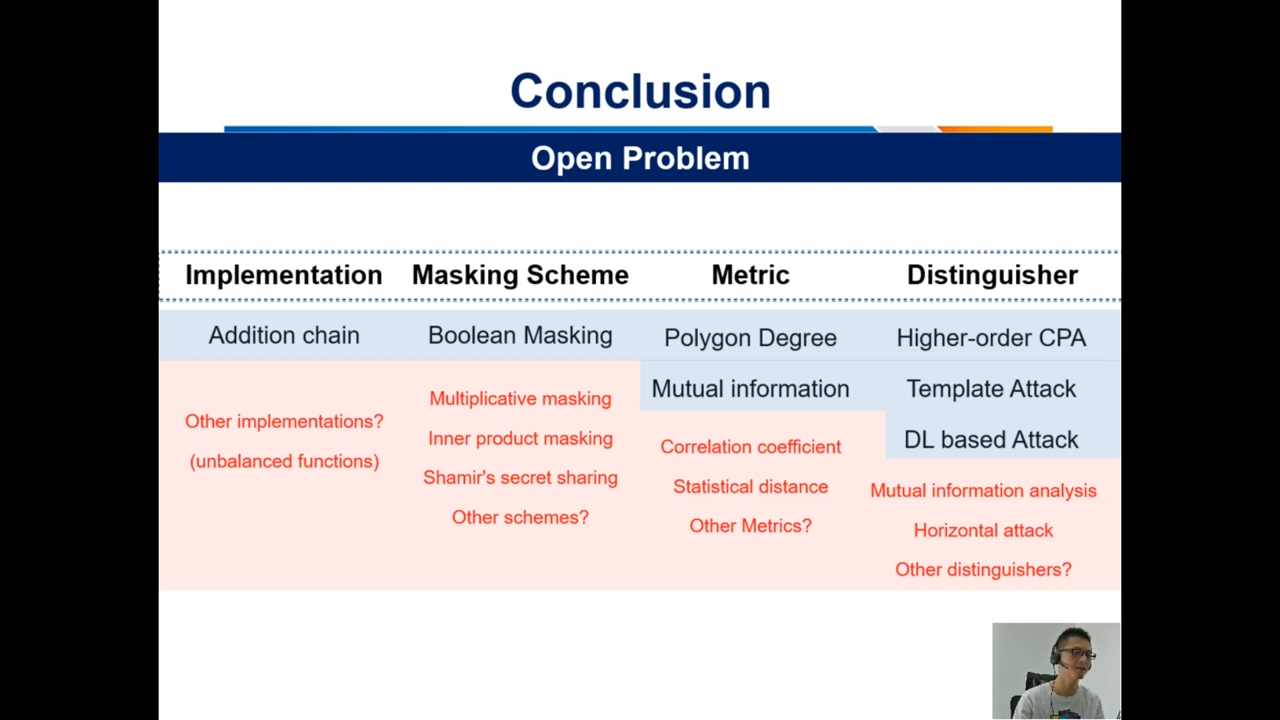 Conclusion
Open Problem
Implementation Masking Scheme Metric Distinguisher
Addition chain Boolean Masking Polygon Degree Higher-order CPA
Mutual information Template Attack
DL based Attack
Other implementations?
(unbalanced functions)
Multiplicative masking
Inner product masking
Shamir's secret sharing
Other schemes?
Correlation coefficient
Statistical distance
Other Metrics?
Mutual information analysis
Horizontal attack
Other distinguishers?